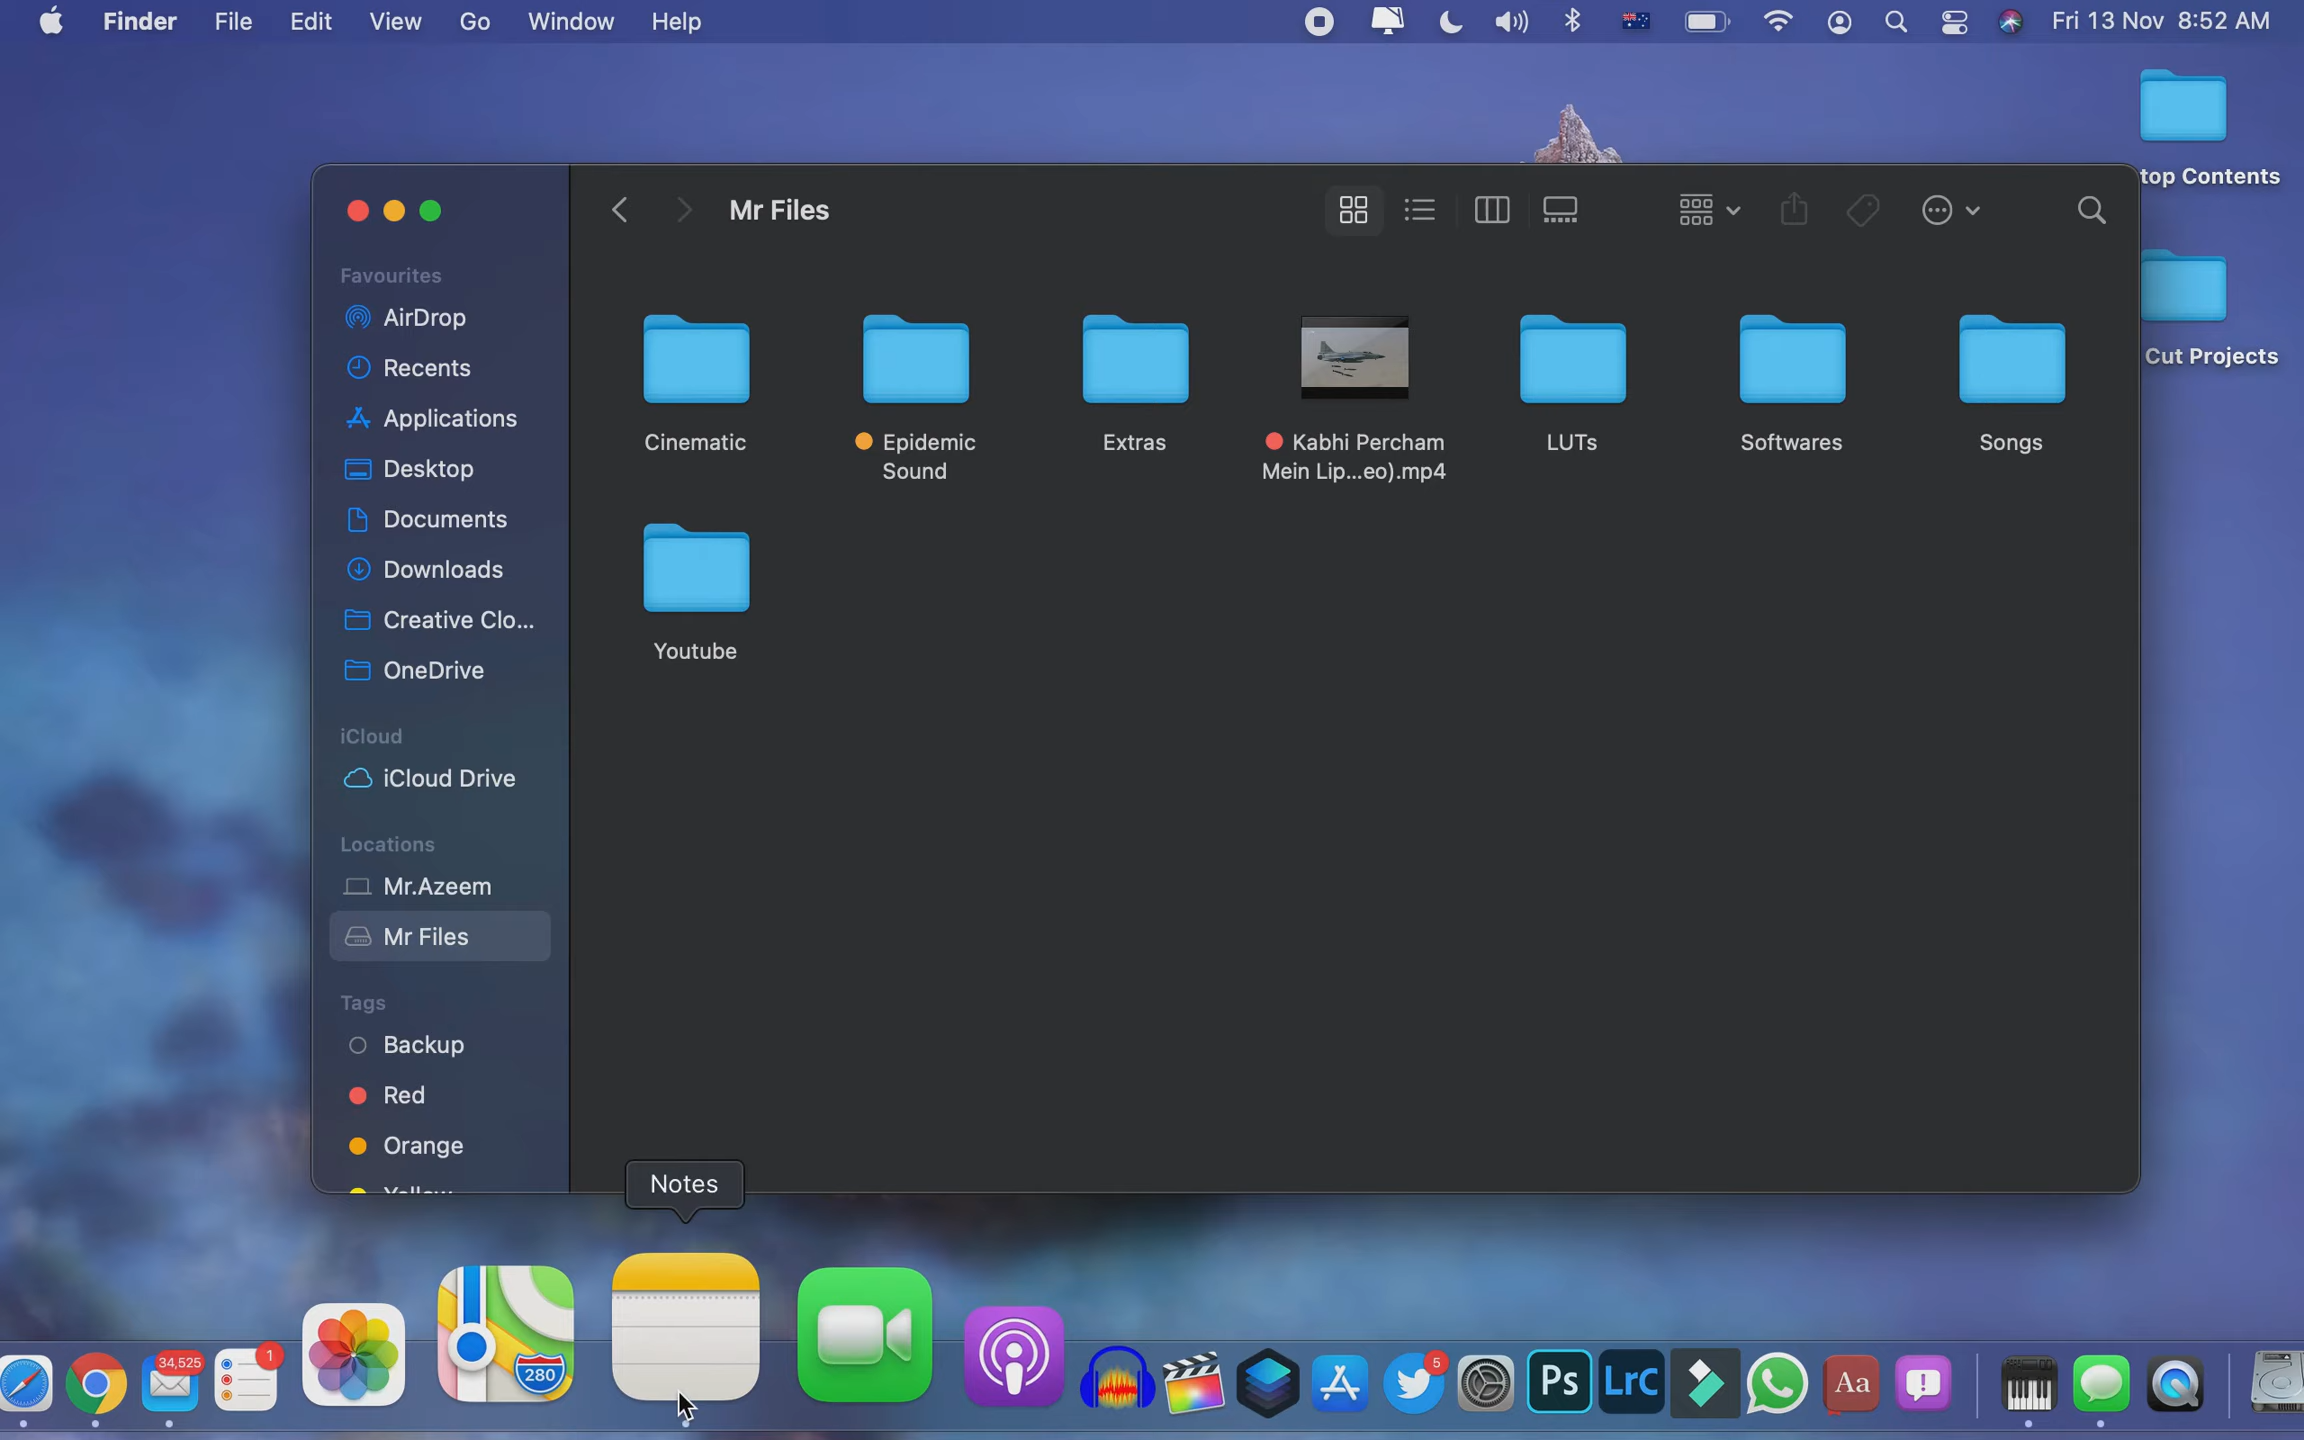 Finder File Edit View Go Window Help Fri 13 Nov 8:52 AM
top Contents
Cut Projects
Mr Files
Favourites
AirDrop
Recents
Applications
Desktop
Documents
Downloads
Creative Clo...
OneDrive
iCloud
iCloud Drive
Locations
Mr.Azeem
Mr Files
Tags
Backup
Red
Orange
Yellow
Cinematic
Epidemic
Sound
Extras
Kabhi Percham
Mein Lip...eo).mp4
LUTs
Softwares
Songs
Youtube
Notes
34,525
1
280
5
Ps
LrC
Aa